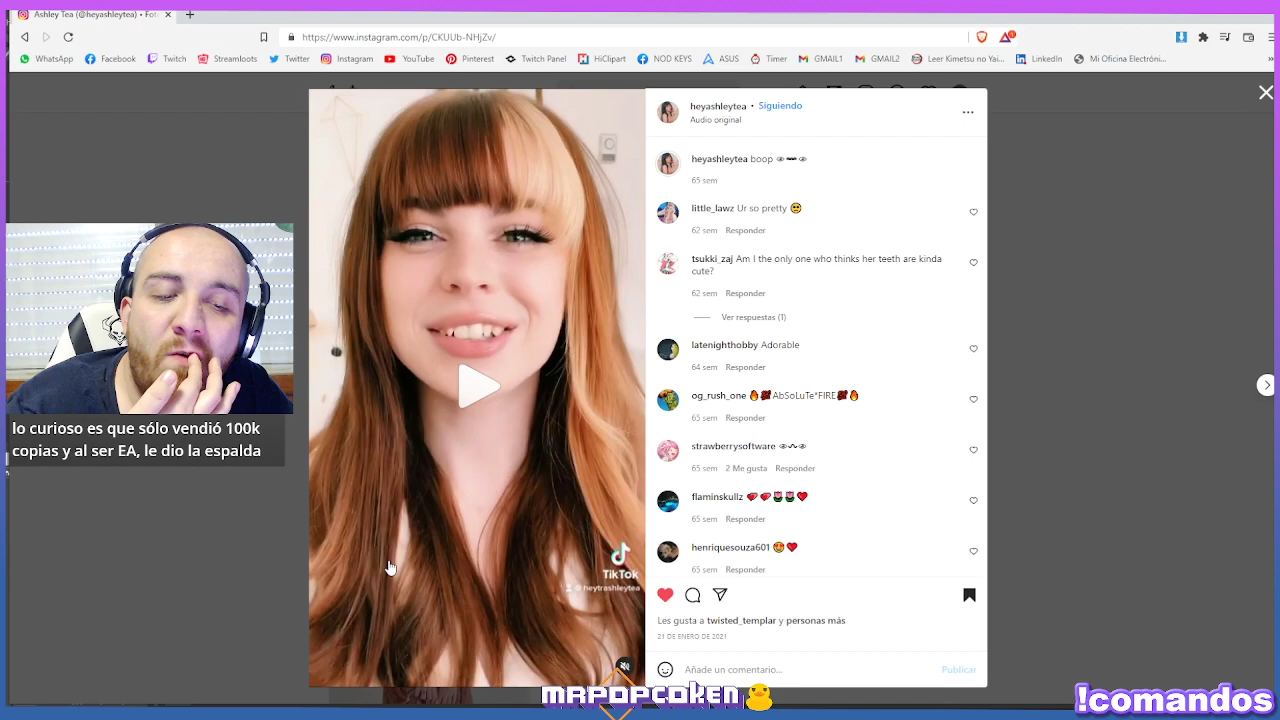 Ashley Tea (@heyashleytea) • Fot
https://www.instagram.com/p/CKUUb-NHjZv/
WhatsApp Facebook Twitch Streamloots Twitter Instagram YouTube Pinterest Twitch Panel HiClipart NOD KEYS ASUS Timer GMAIL1 GMAIL2 Leer Kimetsu no Yai... LinkedIn Mi Oficina Electróni...
heyashleytea • Siguiendo
Audio original
heyashleytea boop
65 sem
little_lawz Ur so pretty 🥺
62 sem Responder
tsukki_zaj Am I the only one who thinks her teeth are kinda
cute?
62 sem Responder
Ver respuestas (1)
latenighthobby Adorable
64 sem Responder
og_rush_one 🔥 AbSoLuTe*FIRE 🔥
65 sem Responder
strawberrysoftware
65 sem 2 Me gusta Responder
flaminskullz
65 sem Responder
henriquesouza601 😍❤️
65 sem Responder
Les gusta a twisted_templar y personas más
21 DE ENERO DE 2021
Añade un comentario...
Publicar
lo curioso es que sólo vendió 100k
copias al ser EA, le dio la espalda
TikTok
@ heytrashleytea
MRPOPCOKEN
!comandos